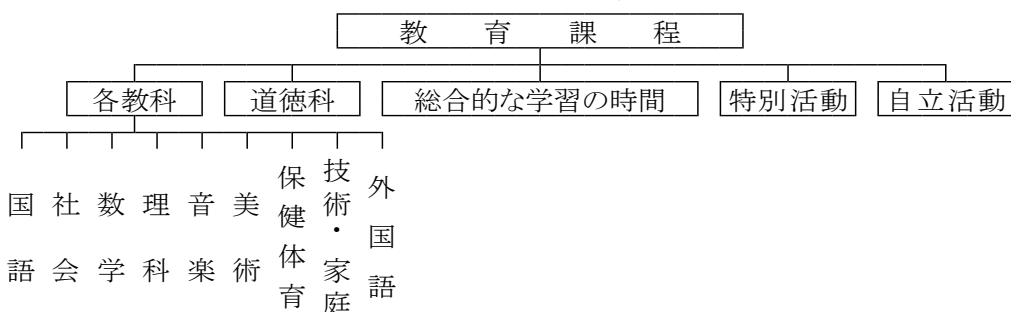 教育課程
各教科
道徳科
総合的な学習の時間
特別活動
自立活動
国語
社会
数学
理科
音楽
美術
保健体育
技術・家庭
外国語